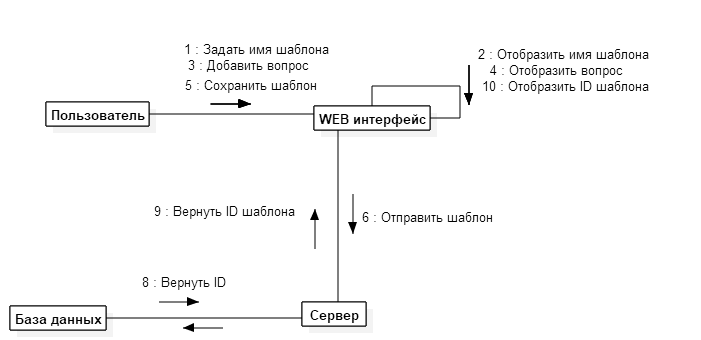 1 : Задать имя шаблона
3 : Добавить вопрос
5 : Сохранить шаблон
2 : Отобразить имя шаблона
4 : Отобразить вопрос
10 : Отобразить ID шаблона
Пользователь
WEB интерфейс
9 : Вернуть ID шаблона
6 : Отправить шаблон
8 : Вернуть ID
База данных
Сервер